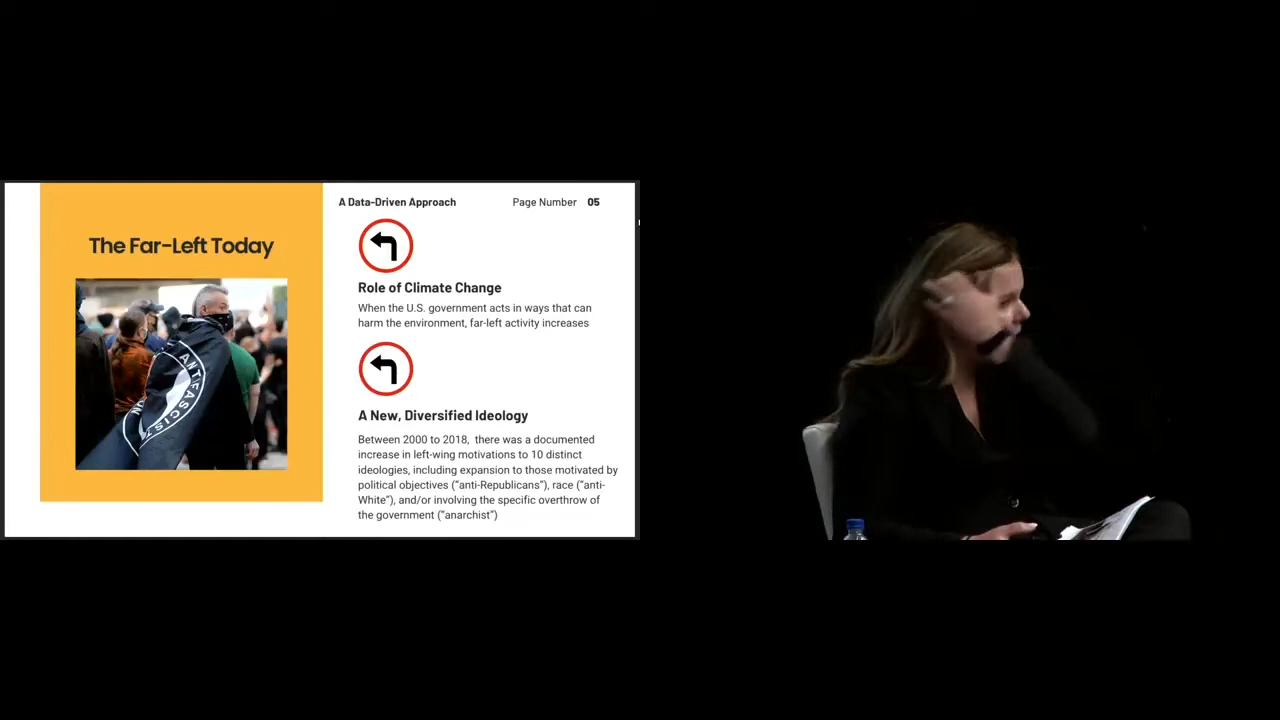 The Far-Left Today
ANTIFASCIST
A Data-Driven Approach
Page Number 05
Role of Climate Change
When the U.S. government acts in ways that can
harm the environment, far-left activity increases
A New, Diversified Ideology
Between 2000 to 2018, there was a documented
increase in left-wing motivations to 10 distinct
ideologies, including expansion to those motivated by
political objectives (“anti-Republicans”), race (“anti-
White”), and/or involving the specific overthrow of
the government (“anarchist”)